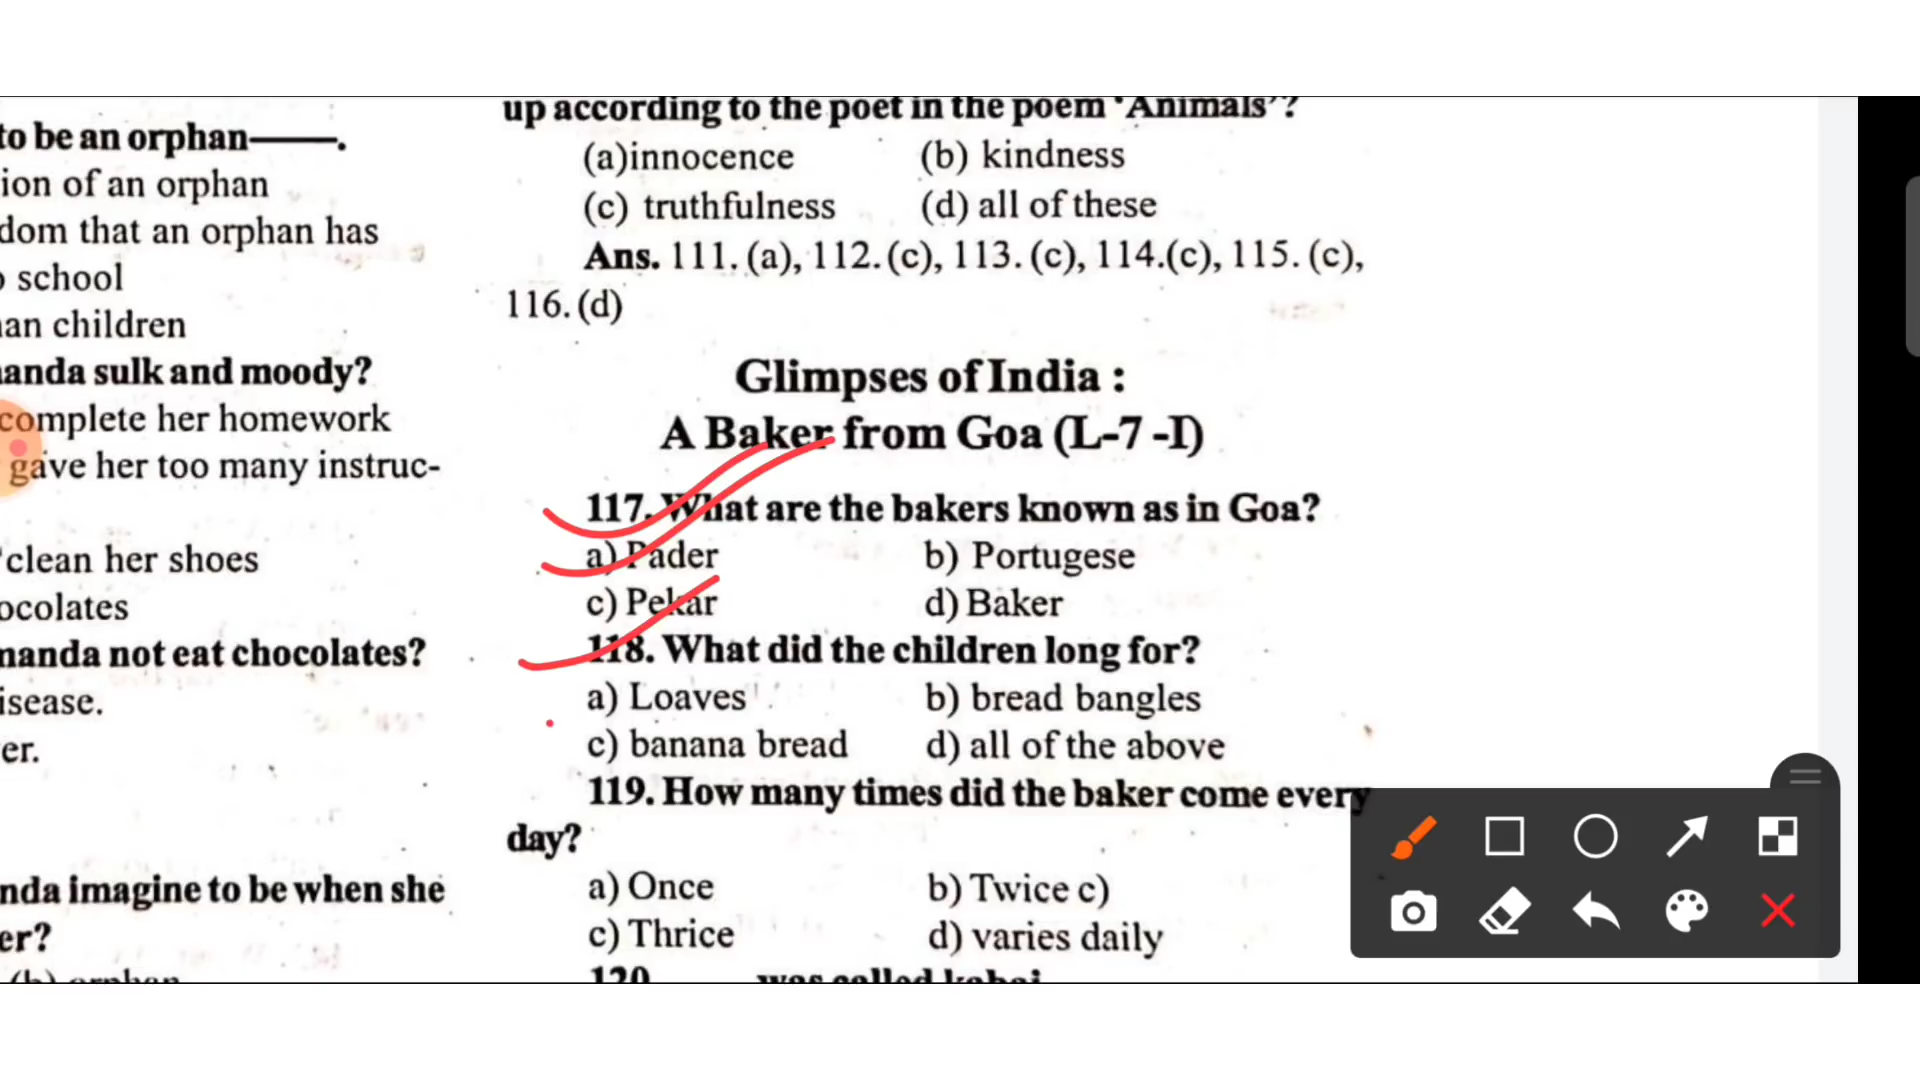 to be an orphan——.
ion of an orphan
dom that an orphan has
school
an children
anda sulk and moody?
complete her homework
gave her too many instruc-
clean her shoes
ocolates
manda not eat chocolates?
isease.
er.
nda imagine to be when she
er?
(b) orphan
up according to the poet in the poem 'Animals'?
(a)innocence (b) kindness
(c) truthfulness (d) all of these
Ans. 111. (a), 112. (c), 113. (c), 114.(c), 115. (c),
116. (d)
Glimpses of India :
A Baker from Goa (L-7 -I)
117. What are the bakers known as in Goa?
a) Pader b) Portugese
c) Pekar d) Baker
118. What did the children long for?
a) Loaves b) bread bangles
c) banana bread d) all of the above
119. How many times did the baker come every
day?
a) Once b) Twice c)
c) Thrice d) varies daily
120. was called kabai